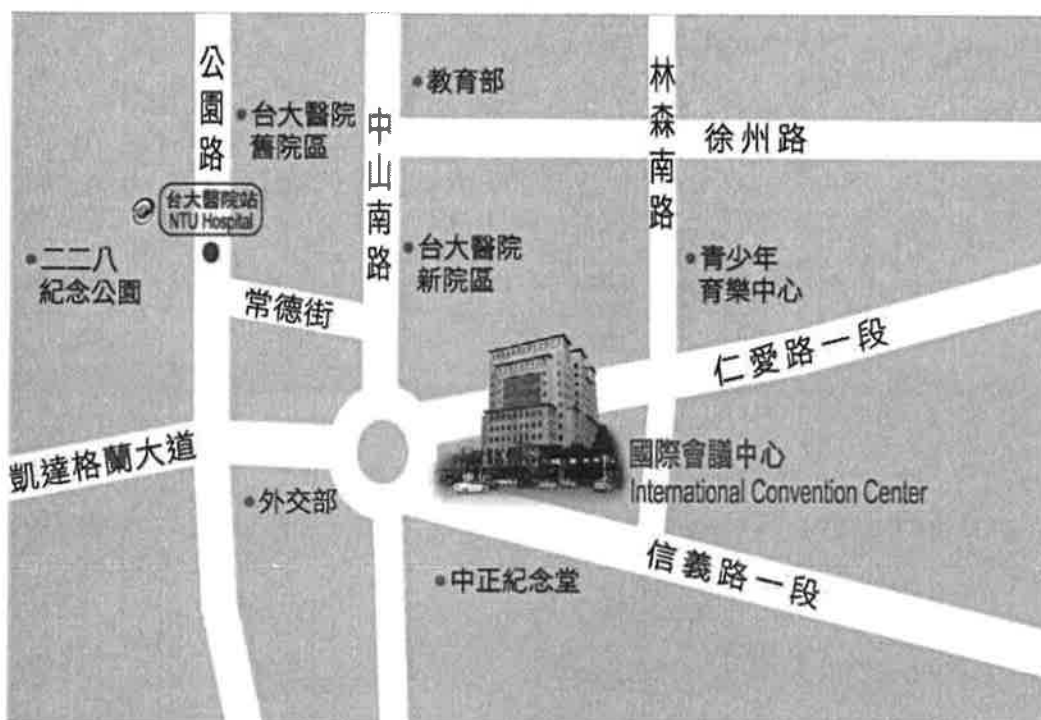 公園路
教育部
林森南路
台大醫院
舊院區
中山南路
徐州路
台大醫院站
NTU Hospital
二二八
紀念公園
台大醫院
新院區
青少年
育樂中心
常德街
仁愛路一段
凱達格蘭大道
國際會議中心
International Convention Center
外交部
信義路一段
中正紀念堂